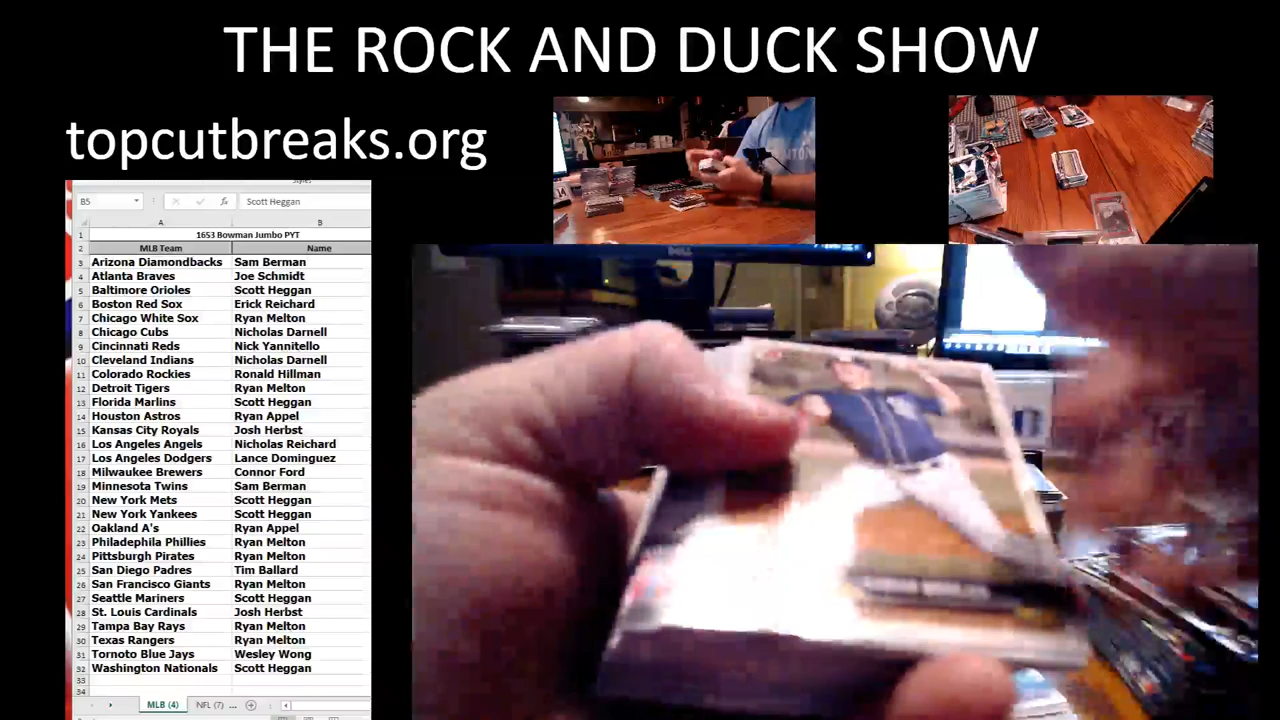 THE ROCK AND DUCK SHOW
topcutbreaks.org
B5 Scott Heggan
A B
1 1653 Bowman Jumbo PYT
2 MLB Team Name
3 Arizona Diamondbacks Sam Berman
4 Atlanta Braves Joe Schmidt
5 Baltimore Orioles Scott Heggan
6 Boston Red Sox Erick Reichard
7 Chicago White Sox Ryan Melton
8 Chicago Cubs Nicholas Darnell
9 Cincinnati Reds Nick Yannitello
10 Cleveland Indians Nicholas Darnell
11 Colorado Rockies Ronald Hillman
12 Detroit Tigers Ryan Melton
13 Florida Marlins Scott Heggan
14 Houston Astros Ryan Appel
15 Kansas City Royals Josh Herbst
16 Los Angeles Angels Nicholas Reichard
17 Los Angeles Dodgers Lance Dominguez
18 Milwaukee Brewers Connor Ford
19 Minnesota Twins Sam Berman
20 New York Mets Scott Heggan
21 New York Yankees Scott Heggan
22 Oakland A's Ryan Appel
23 Philadephila Phillies Ryan Melton
24 Pittsburgh Pirates Ryan Melton
25 San Diego Padres Tim Ballard
26 San Francisco Giants Ryan Melton
27 Seattle Mariners Scott Heggan
28 St. Louis Cardinals Josh Herbst
29 Tampa Bay Rays Ryan Melton
30 Texas Rangers Ryan Melton
31 Tornoto Blue Jays Wesley Wong
32 Washington Nationals Scott Heggan
33
34
MLB (4) NFL (7) ...
DELL